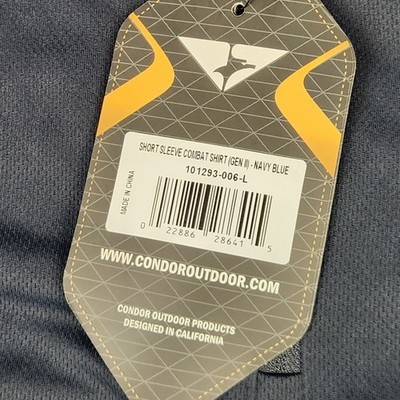 SHORT SLEEVE COMBAT SHIRT (GEN II) - NAVY BLUE
101293-006-L
MADE IN CHINA
0 22886 28641 5
WWW.CONDOROUTDOOR.COM
CONDOR OUTDOOR PRODUCTS
DESIGNED IN CALIFORNIA